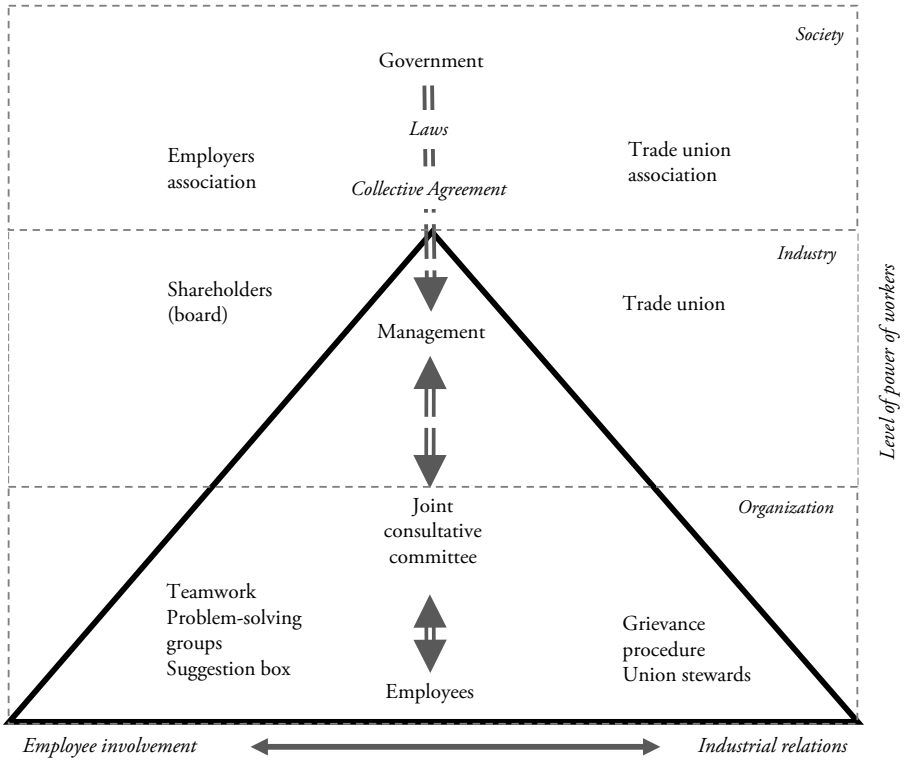 Society
Government
Laws
Employers
association
Trade union
association
Collective Agreement
Industry
Shareholders
(board)
Trade union
Management
Level of power of workers
Organization
Joint
consultative
committee
Teamwork
Problem-solving
groups
Suggestion box
Grievance
procedure
Union stewards
Employees
Employee involvement
Industrial relations